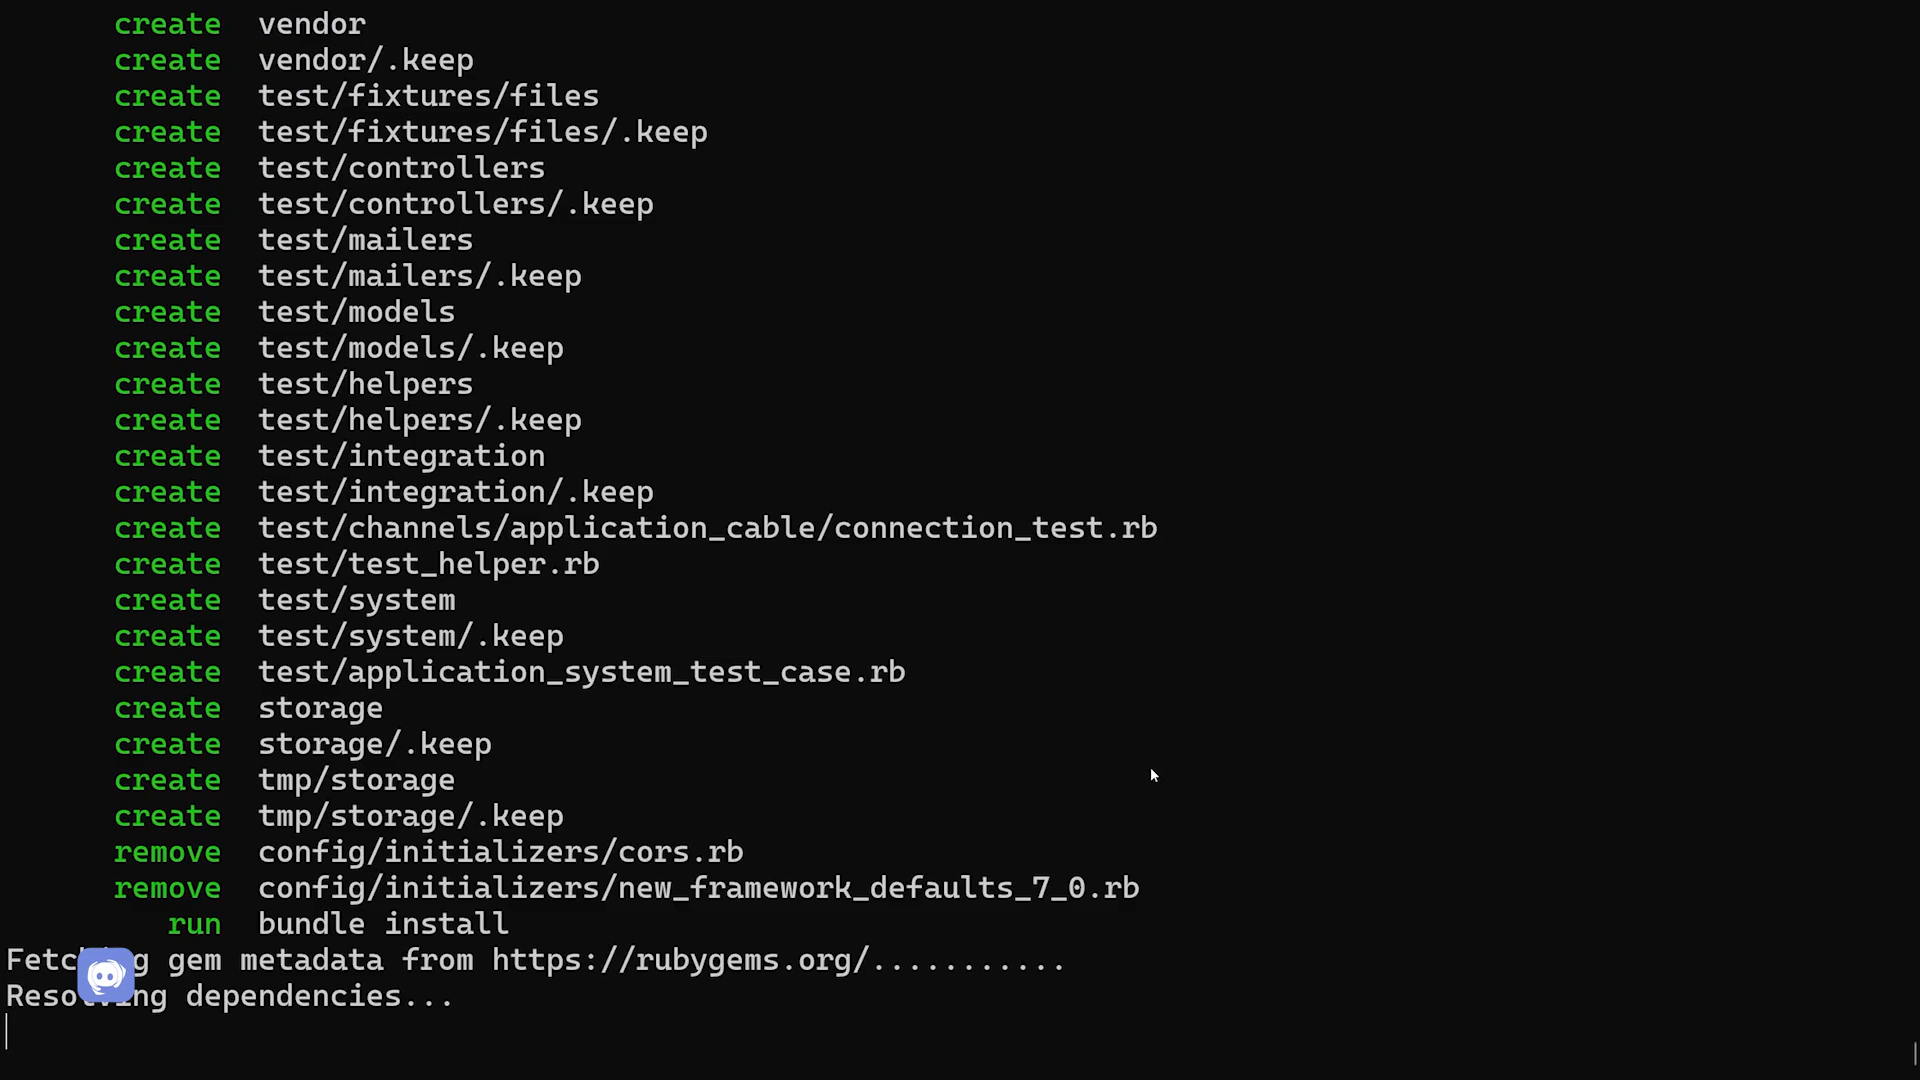 create vendor
create vendor/.keep
create test/fixtures/files
create test/fixtures/files/.keep
create test/controllers
create test/controllers/.keep
create test/mailers
create test/mailers/.keep
create test/models
create test/models/.keep
create test/helpers
create test/helpers/.keep
create test/integration
create test/integration/.keep
create test/channels/application_cable/connection_test.rb
create test/test_helper.rb
create test/system
create test/system/.keep
create test/application_system_test_case.rb
create storage
create storage/.keep
create tmp/storage
create tmp/storage/.keep
remove config/initializers/cors.rb
remove config/initializers/new_framework_defaults_7_0.rb
run bundle install
Fetching gem metadata from https://rubygems.org/...........
Resolving dependencies...